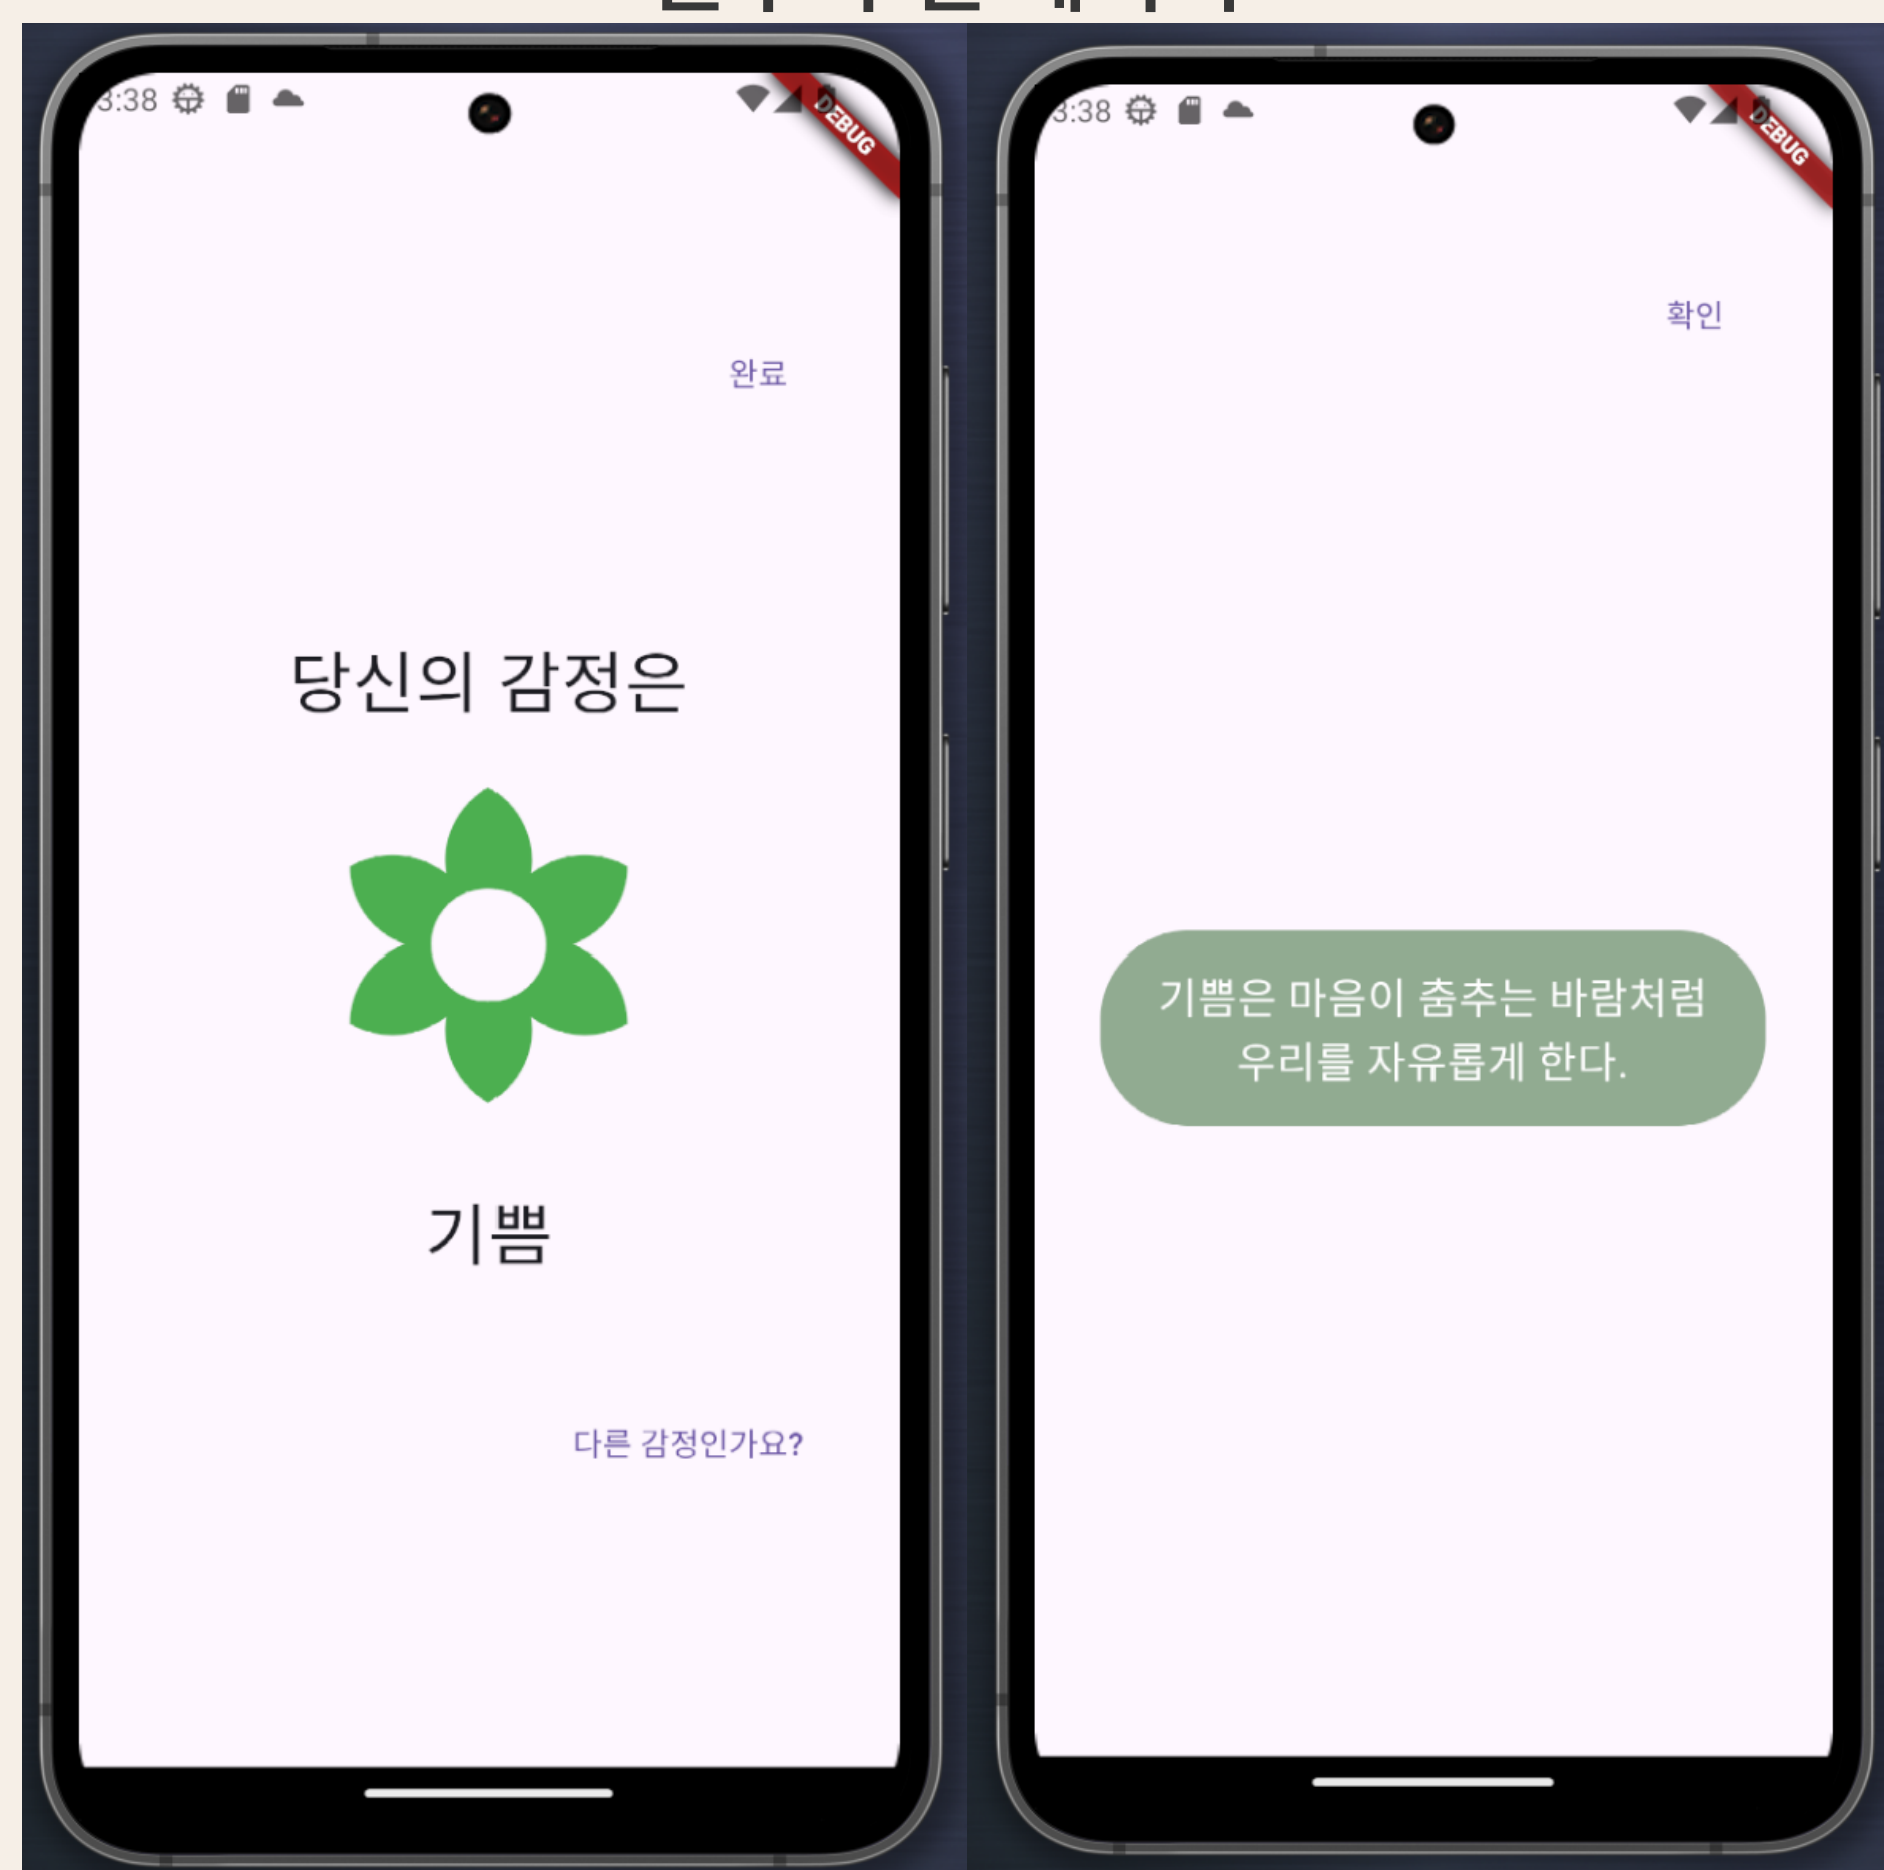 3:38
DEBUG
완료
당신의 감정은
기쁨
다른 감정인가요?
3:38
DEBUG
확인
기쁨은 마음이 춤추는 바람처럼
우리를 자유롭게 한다.